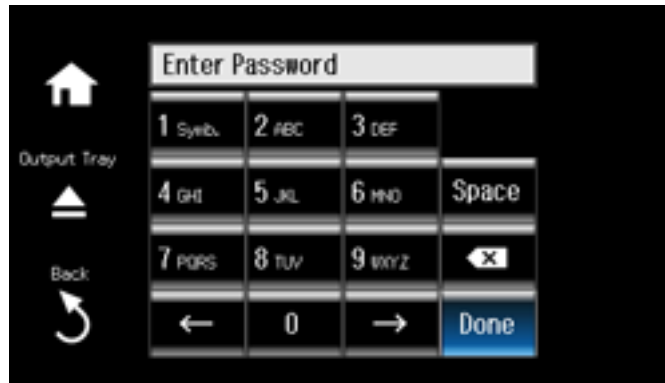 Enter Password
1 Symb. 2 ABC 3 DEF
Output Tray
4 GHI 5 JKL 6 MNO Space
7 PQRS 8 TUV 9 WXYZ
Back
← 0 → Done